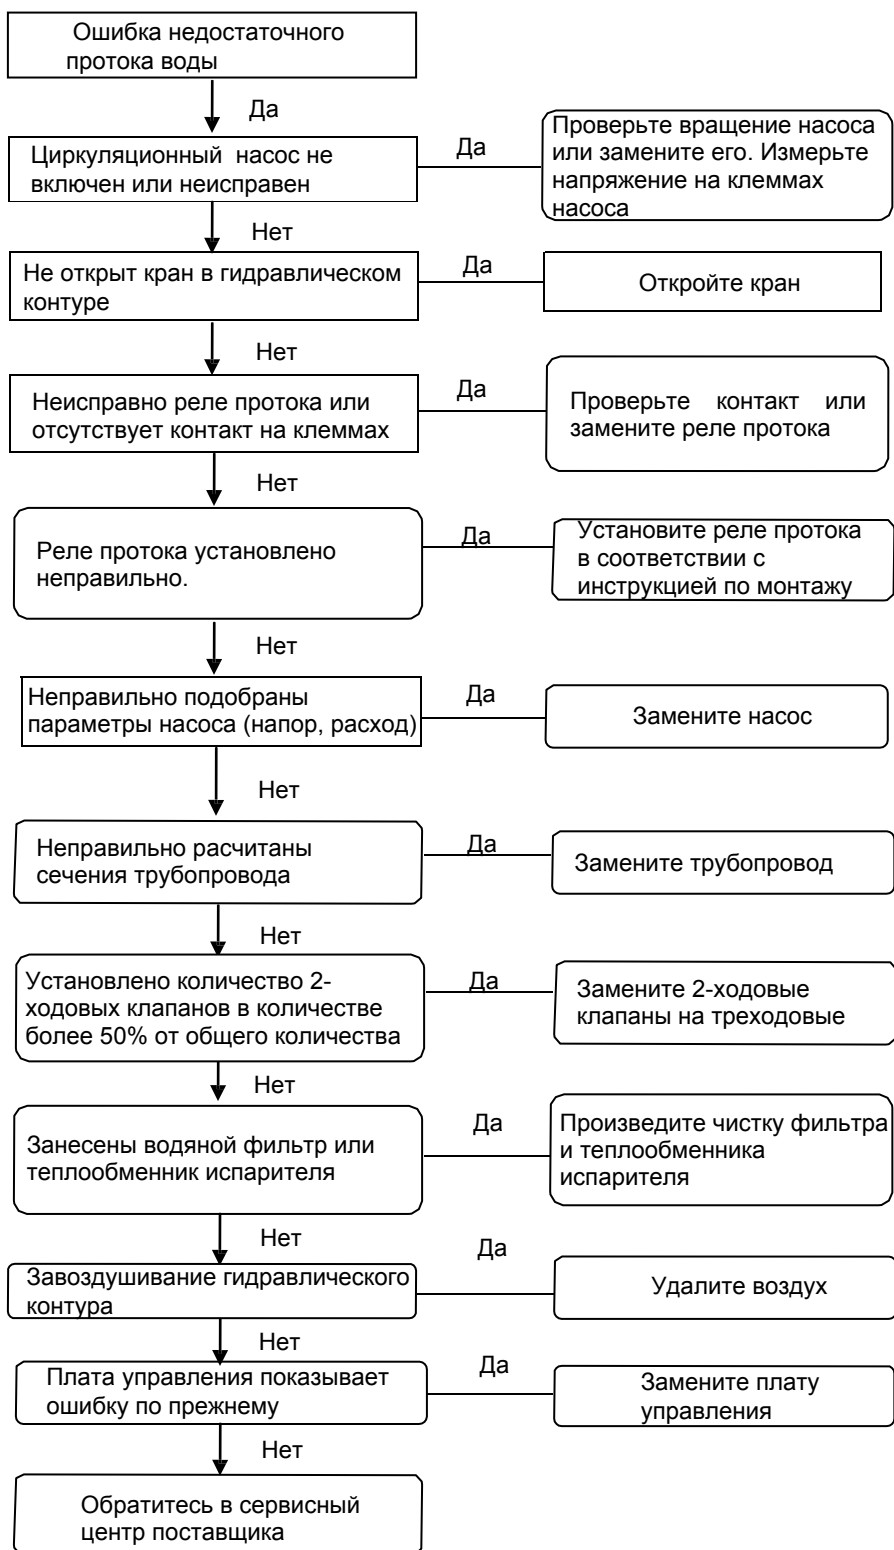 Ошибка недостаточного
протока воды
Да
Циркуляционный насос не
включен или неисправен
Да
Проверьте вращение насоса
или замените его. Измерьте
напряжение на клеммах
насоса
Нет
Не открыт кран в гидравлическом
контуре
Да
Откройте кран
Нет
Неисправно реле протока или
отсутствует контакт на клеммах
Да
Проверьте контакт или
замените реле протока
Нет
Реле протока установлено
неправильно.
Да
Установите реле протока
в соответствии с
инструкцией по монтажу
Нет
Неправильно подобраны
параметры насоса (напор, расход)
Да
Замените насос
Нет
Неправильно расчитаны
сечения трубопровода
Да
Замените трубопровод
Нет
Установлено количество 2-
ходовых клапанов в количестве
более 50% от общего количества
Да
Замените 2-ходовые
клапаны на треходовые
Нет
Занесены водяной фильтр или
теплообменник испарителя
Да
Произведите чистку фильтра
и теплообменника
испарителя
Нет
Завоздушивание гидравлического
контура
Да
Удалите воздух
Нет
Плата управления показывает
ошибку по прежнему
Да
Замените плату
управления
Нет
Обратитесь в сервисный
центр поставщика